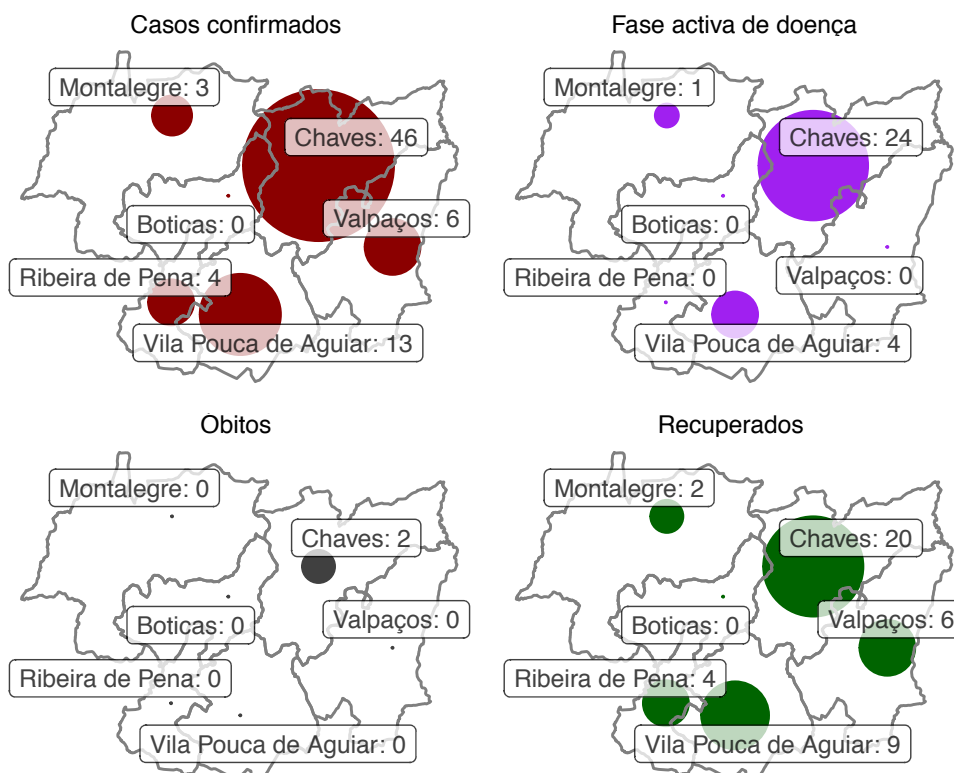 Casos confirmados
Montalegre: 3
Chaves: 46
Boticas: 0
Valpaços: 6
Ribeira de Pena: 4
Vila Pouca de Aguiar: 13
Fase activa de doença
Montalegre: 1
Chaves: 24
Boticas: 0
Valpaços: 0
Ribeira de Pena: 0
Vila Pouca de Aguiar: 4
Obitos
Montalegre: 0
Chaves: 2
Boticas: 0
Valpaços: 0
Ribeira de Pena: 0
Vila Pouca de Aguiar: 0
Recuperados
Montalegre: 2
Chaves: 20
Boticas: 0
Valpaços: 6
Ribeira de Pena: 4
Vila Pouca de Aguiar: 9